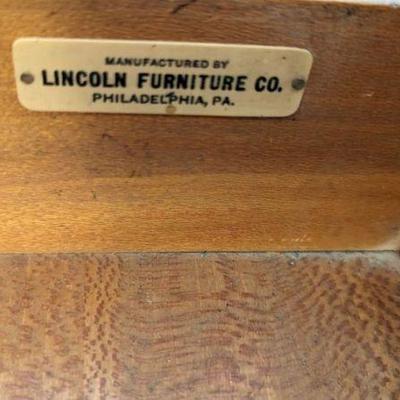 MANUFACTURED BY
LINCOLN FURNITURE CO.
PHILADELPHIA, PA.